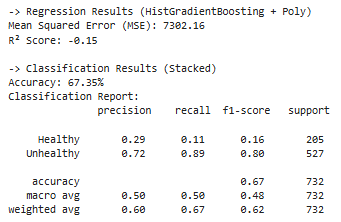 -> Regression Results (HistGradientBoosting + Poly)
Mean Squared Error (MSE): 7302.16
R² Score: -0.15
-> Classification Results (Stacked)
Accuracy: 67.35%
Classification Report:
precision recall f1-score support
Healthy 0.29 0.11 0.16 205
Unhealthy 0.72 0.89 0.80 527
accuracy 0.67 732
macro avg 0.50 0.50 0.48 732
weighted avg 0.60 0.67 0.62 732